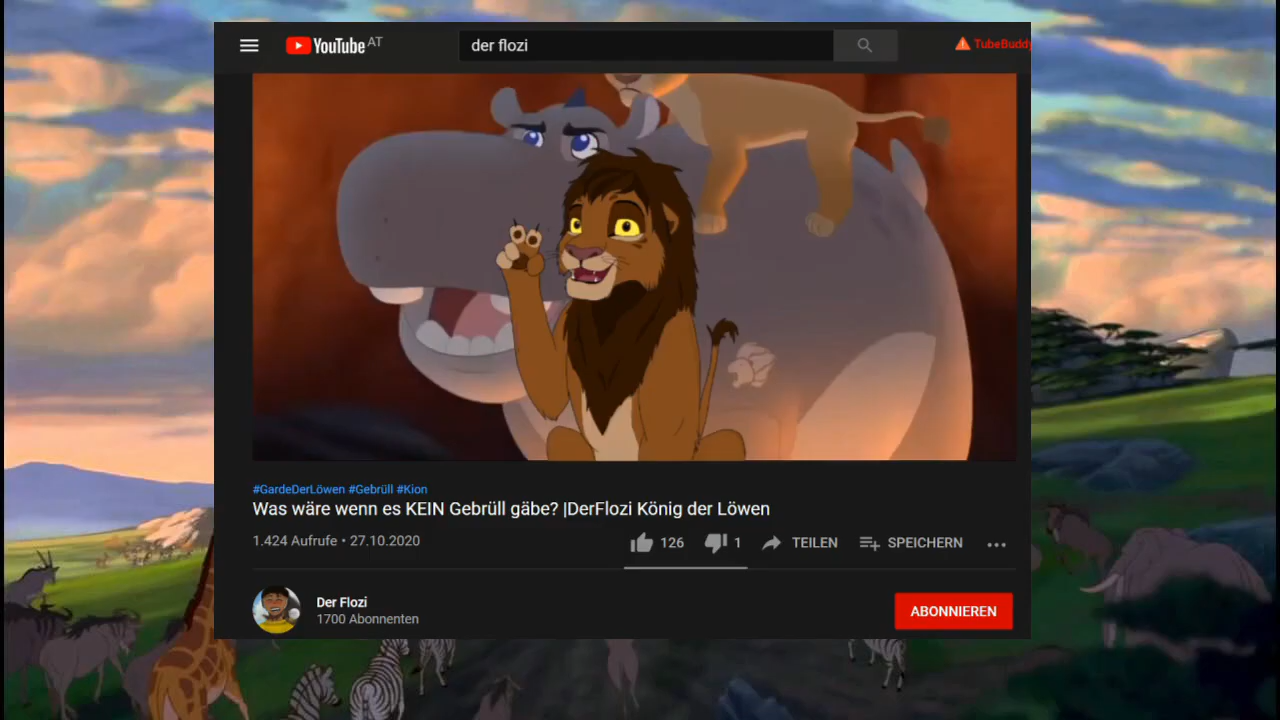 YouTube AT
der flozi
TubeBuddy
#GardeDerLöwen #Gebrüll #Kion
Was wäre wenn es KEIN Gebrüll gäbe? |DerFlozi König der Löwen
1.424 Aufrufe • 27.10.2020
126
1
TEILEN
SPEICHERN
Der Flozi
1700 Abonnenten
ABONNIEREN